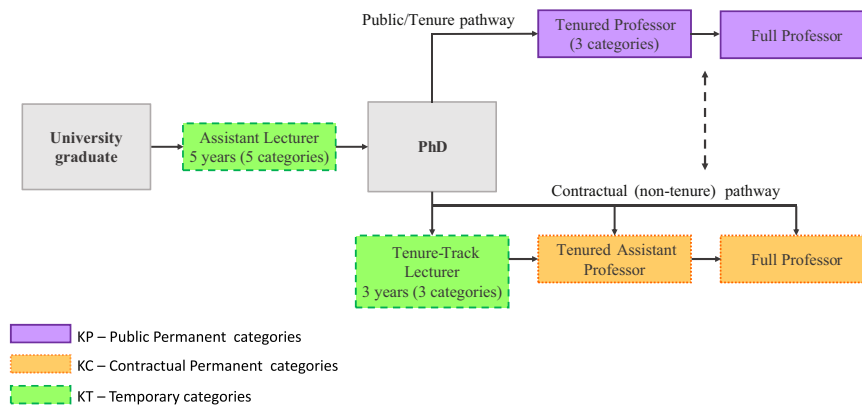 Public/Tenure pathway
Tenured Professor
(3 categories)
Full Professor
University
graduate
Assistant Lecturer
5 years (5 categories)
PhD
Contractual (non-tenure) pathway
Tenure-Track
Lecturer
3 years (3 categories)
Tenured Assistant
Professor
Full Professor
KP – Public Permanent categories
KC – Contractual Permanent categories
KT – Temporary categories